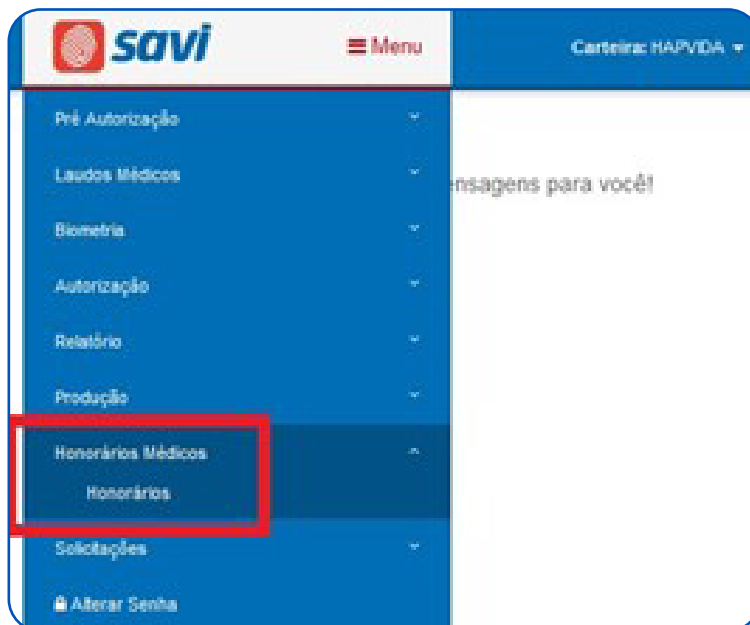 savi
Menu
Carteira: HAPVIDA
Pré Autorização
Laudos Médicos
ensagens para você!
Biometria
Autorização
Relatório
Produção
Honorários Médicos
Honorários
Solicitações
Alterar Senha